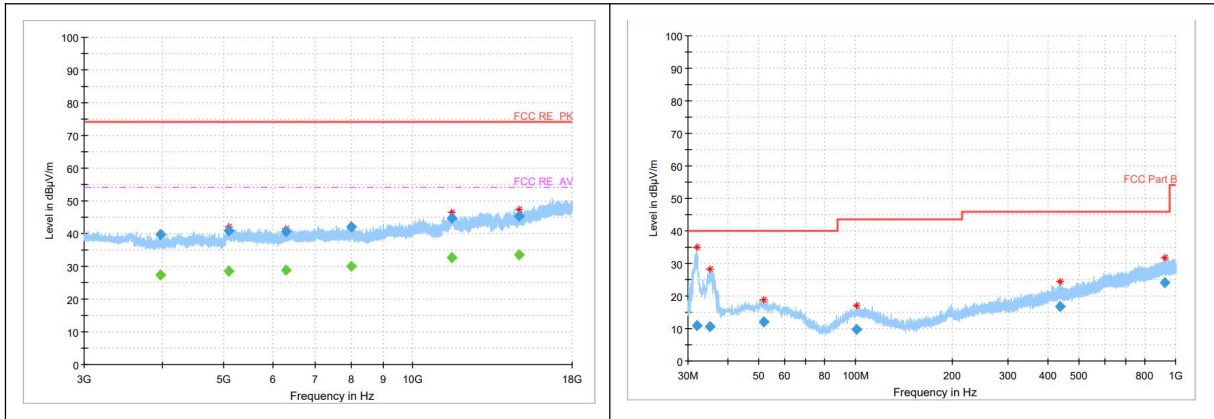 100
90
80
70
60
50
40
30
20
10
0
Level in dBµV/m
FCC RE_PK
FCC RE_AV
3G
5G
6
7
8
9
10G
18G
Frequency in Hz
100
90
80
70
60
50
40
30
20
10
0
Level in dBµV/m
FCC Part B
30M
50
60
80
100M
200
300
400
500
800
1G
Frequency in Hz